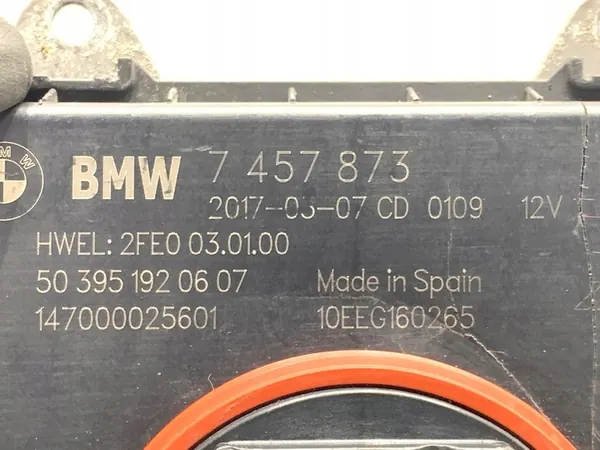 BMW 7 457 873
2017-03-07 CD 0109 12V
HWEL: 2FE0 03.01.00
50 395 192 06 07 Made in Spain
147000025601 10EEG160265